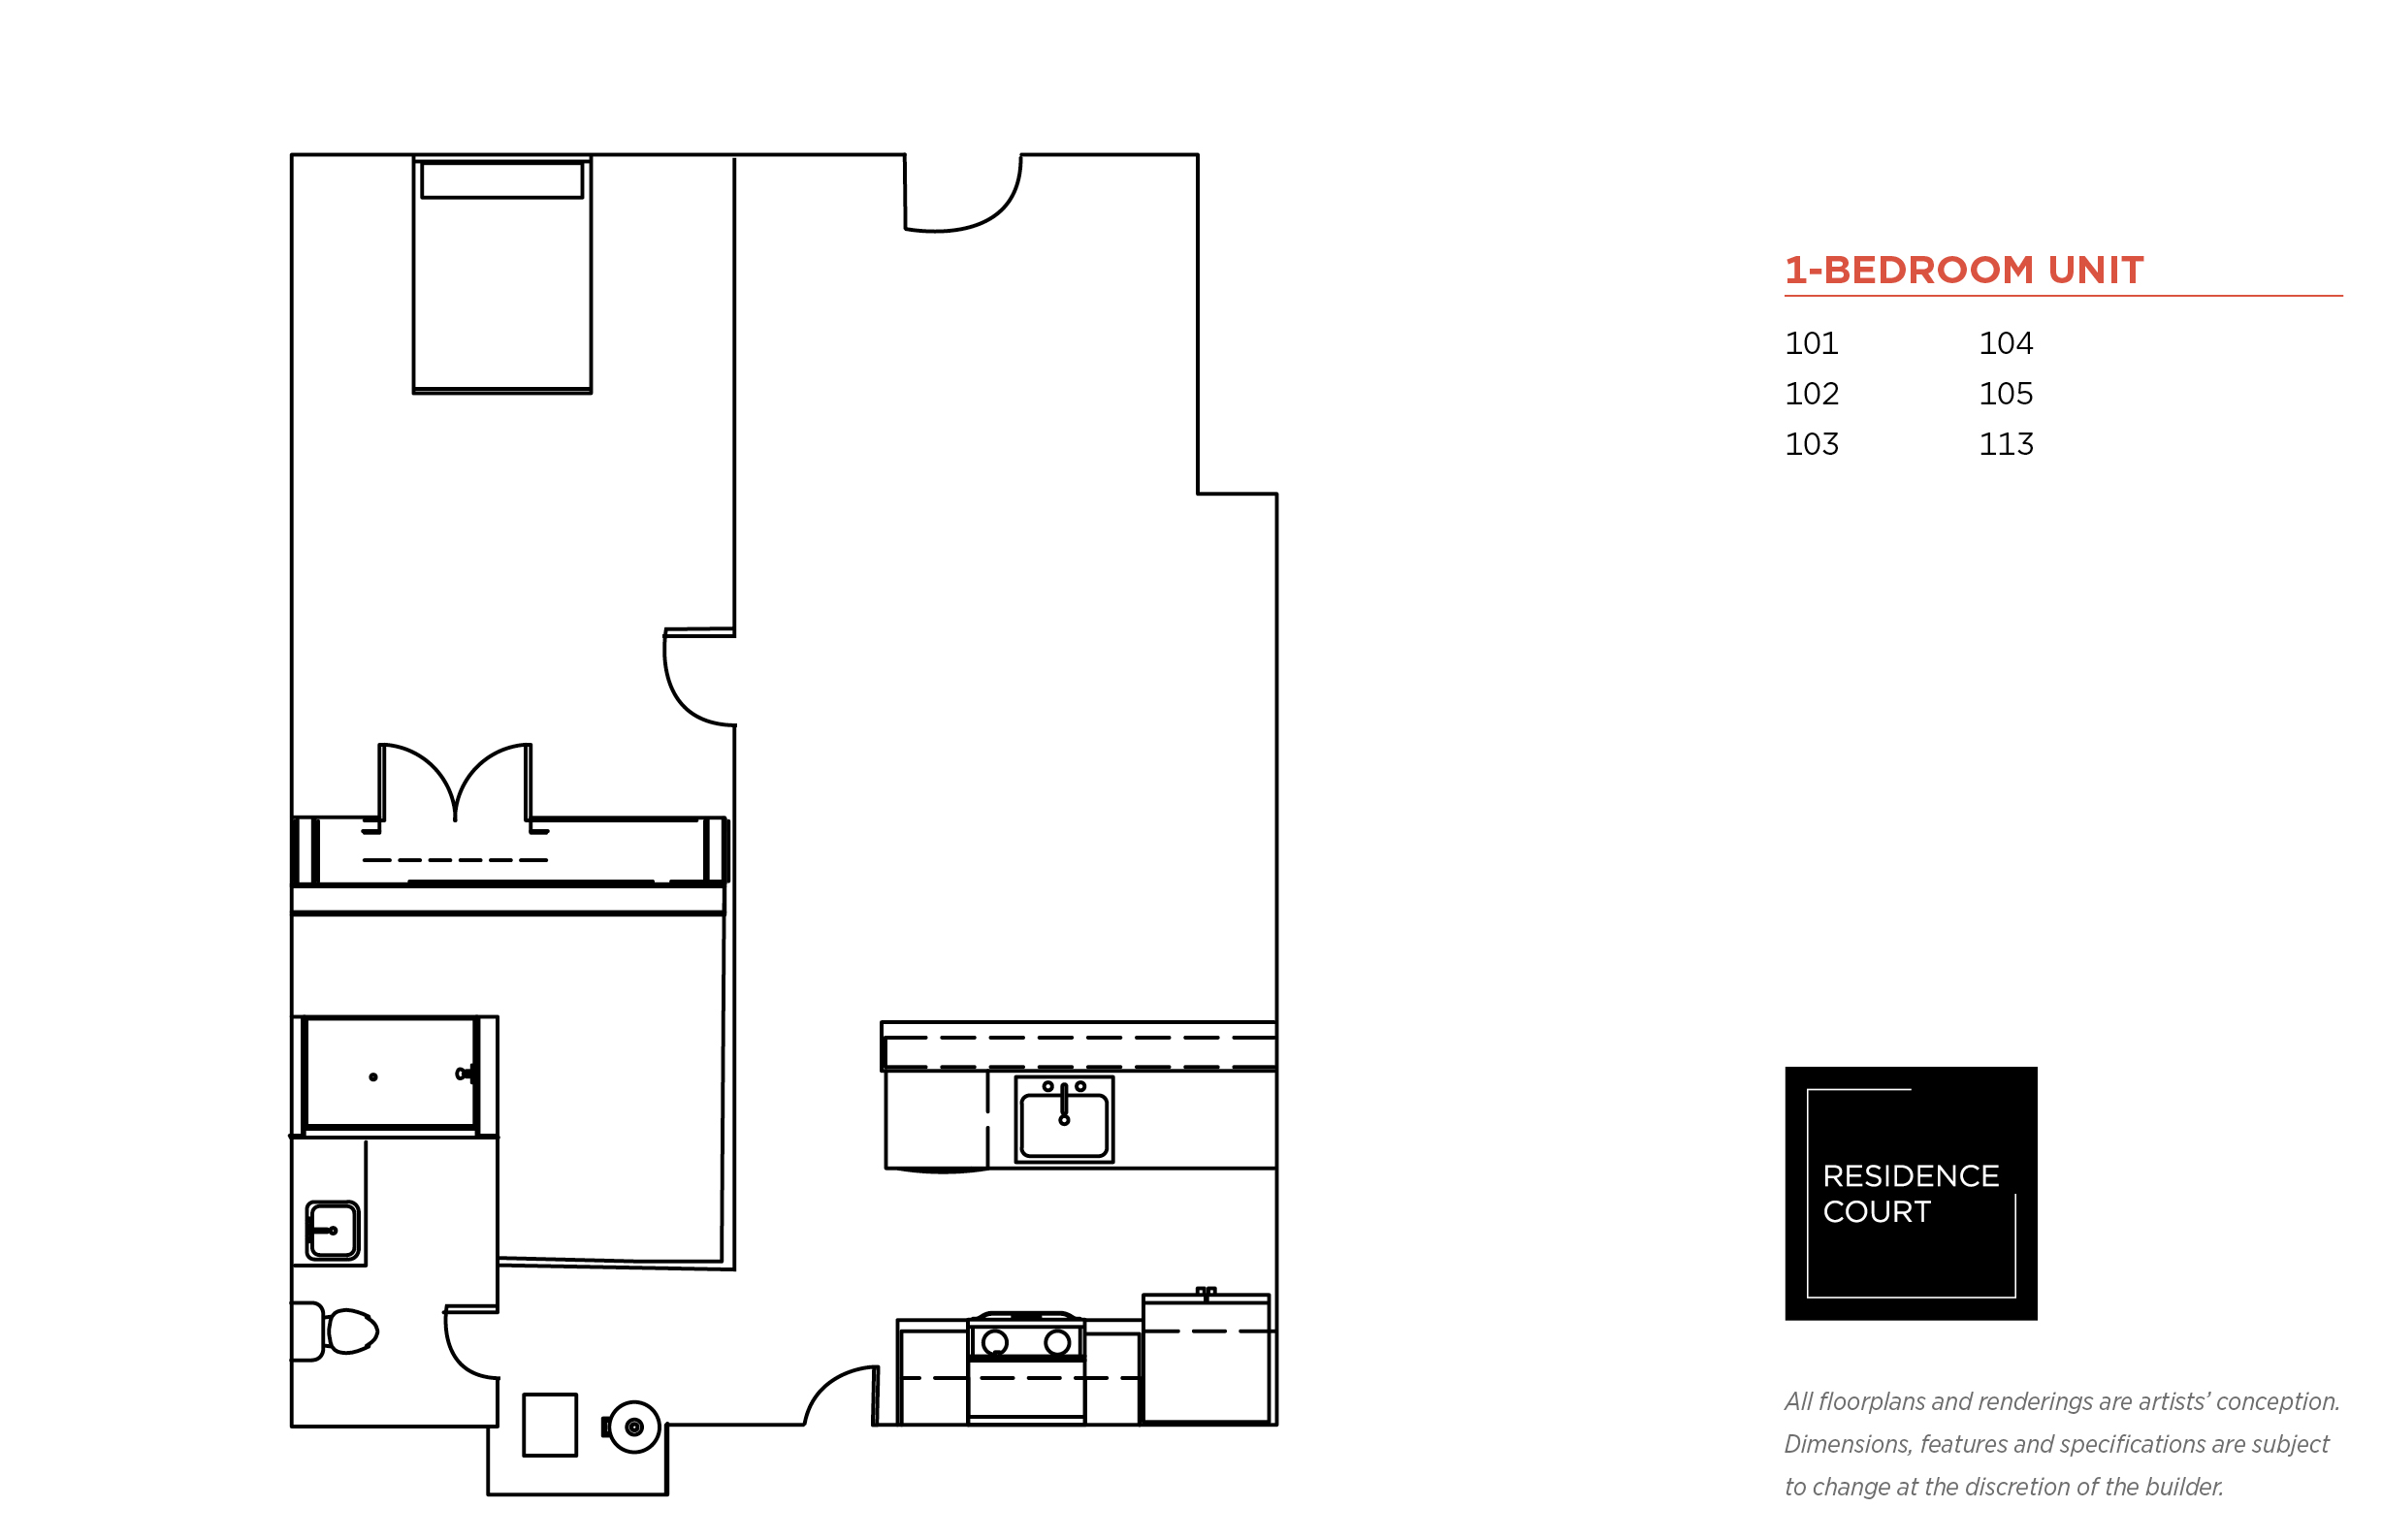 1-BEDROOM UNIT
101 104
102 105
103 113
RESIDENCE
COURT
All floorplans and renderings are artists’ conception.
Dimensions, features and specifications are subject
to change at the discretion of the builder.